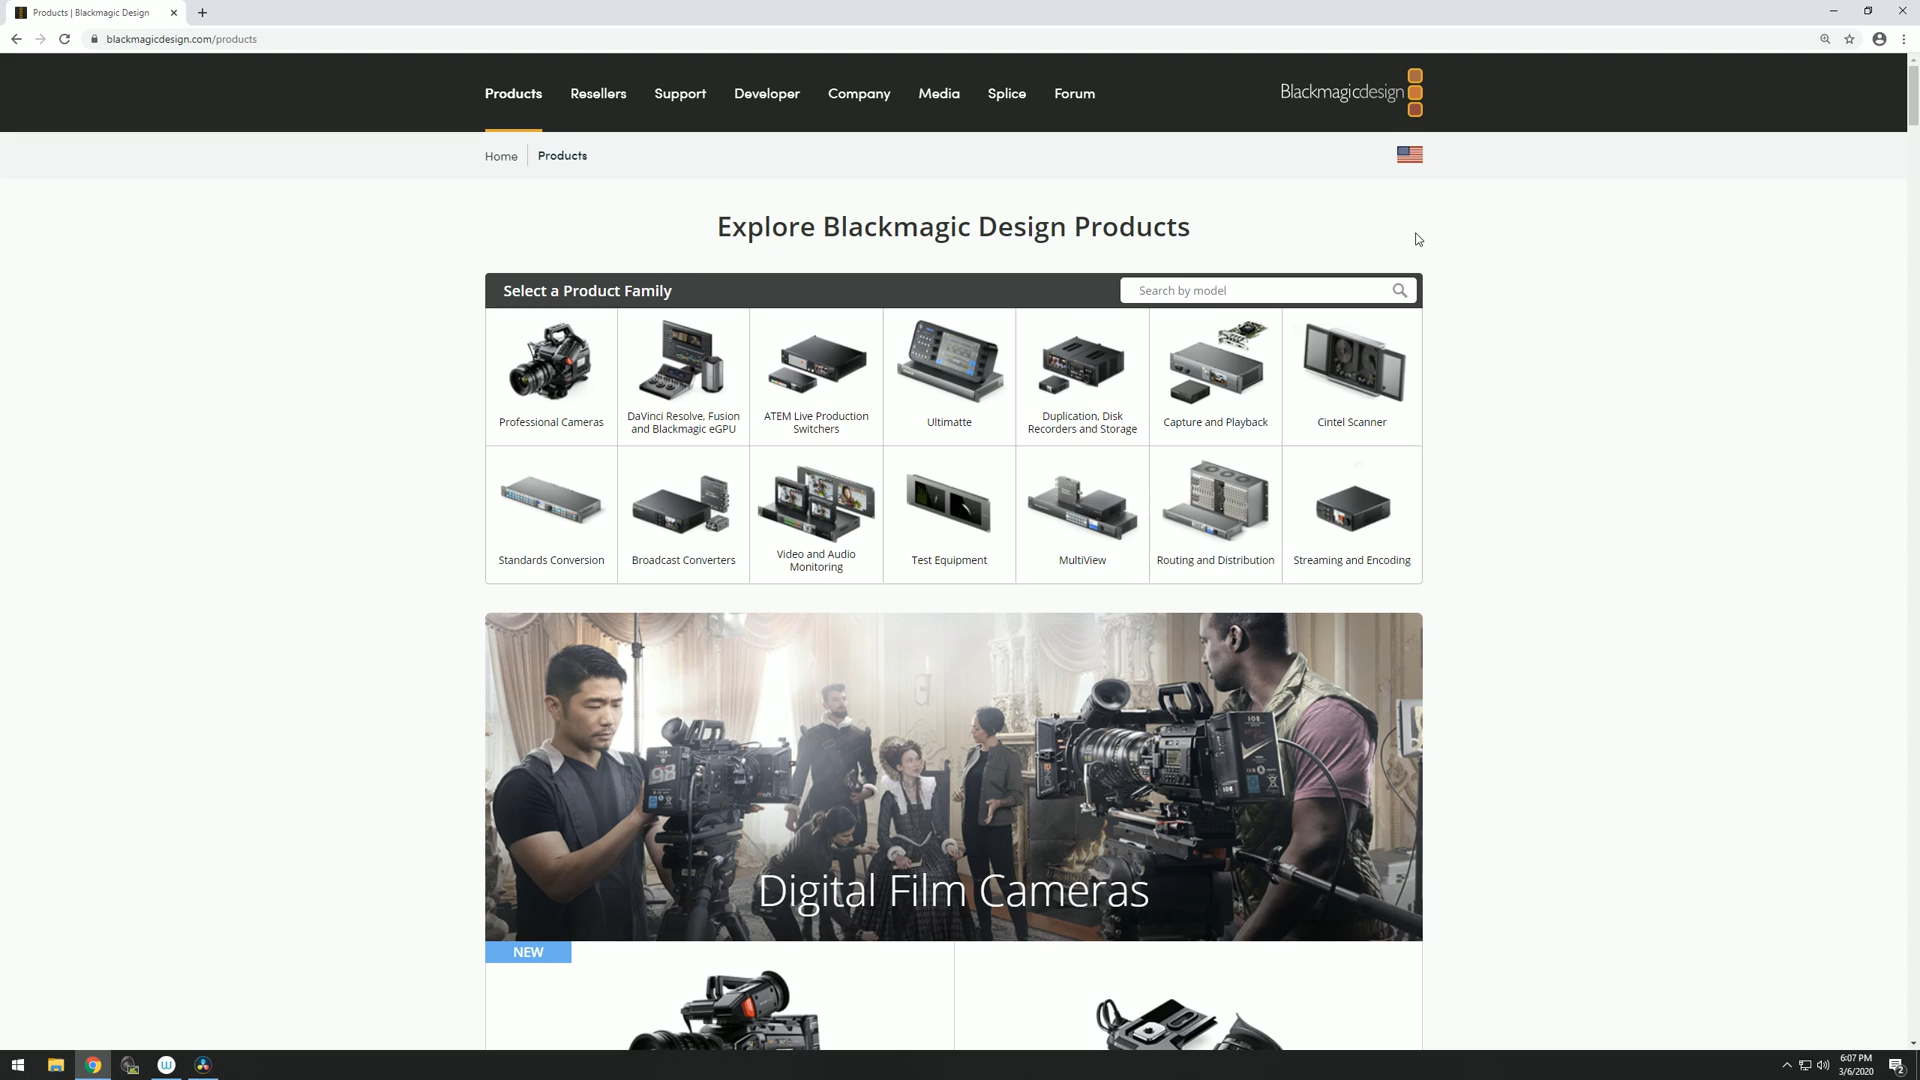 Products | Blackmagic Design
blackmagicdesign.com/products
Products Resellers Support Developer Company Media Splice Forum
Blackmagicdesign
Home Products
Explore Blackmagic Design Products
Select a Product Family
Search by model
Professional Cameras
DaVinci Resolve, Fusion
and Blackmagic eGPU
ATEM Live Production
Switchers
Ultimatte
Duplication, Disk
Recorders and Storage
Capture and Playback
Cintel Scanner
Standards Conversion
Broadcast Converters
Video and Audio
Monitoring
Test Equipment
MultiView
Routing and Distribution
Streaming and Encoding
Digital Film Cameras
NEW
6:07 PM
3/6/2020